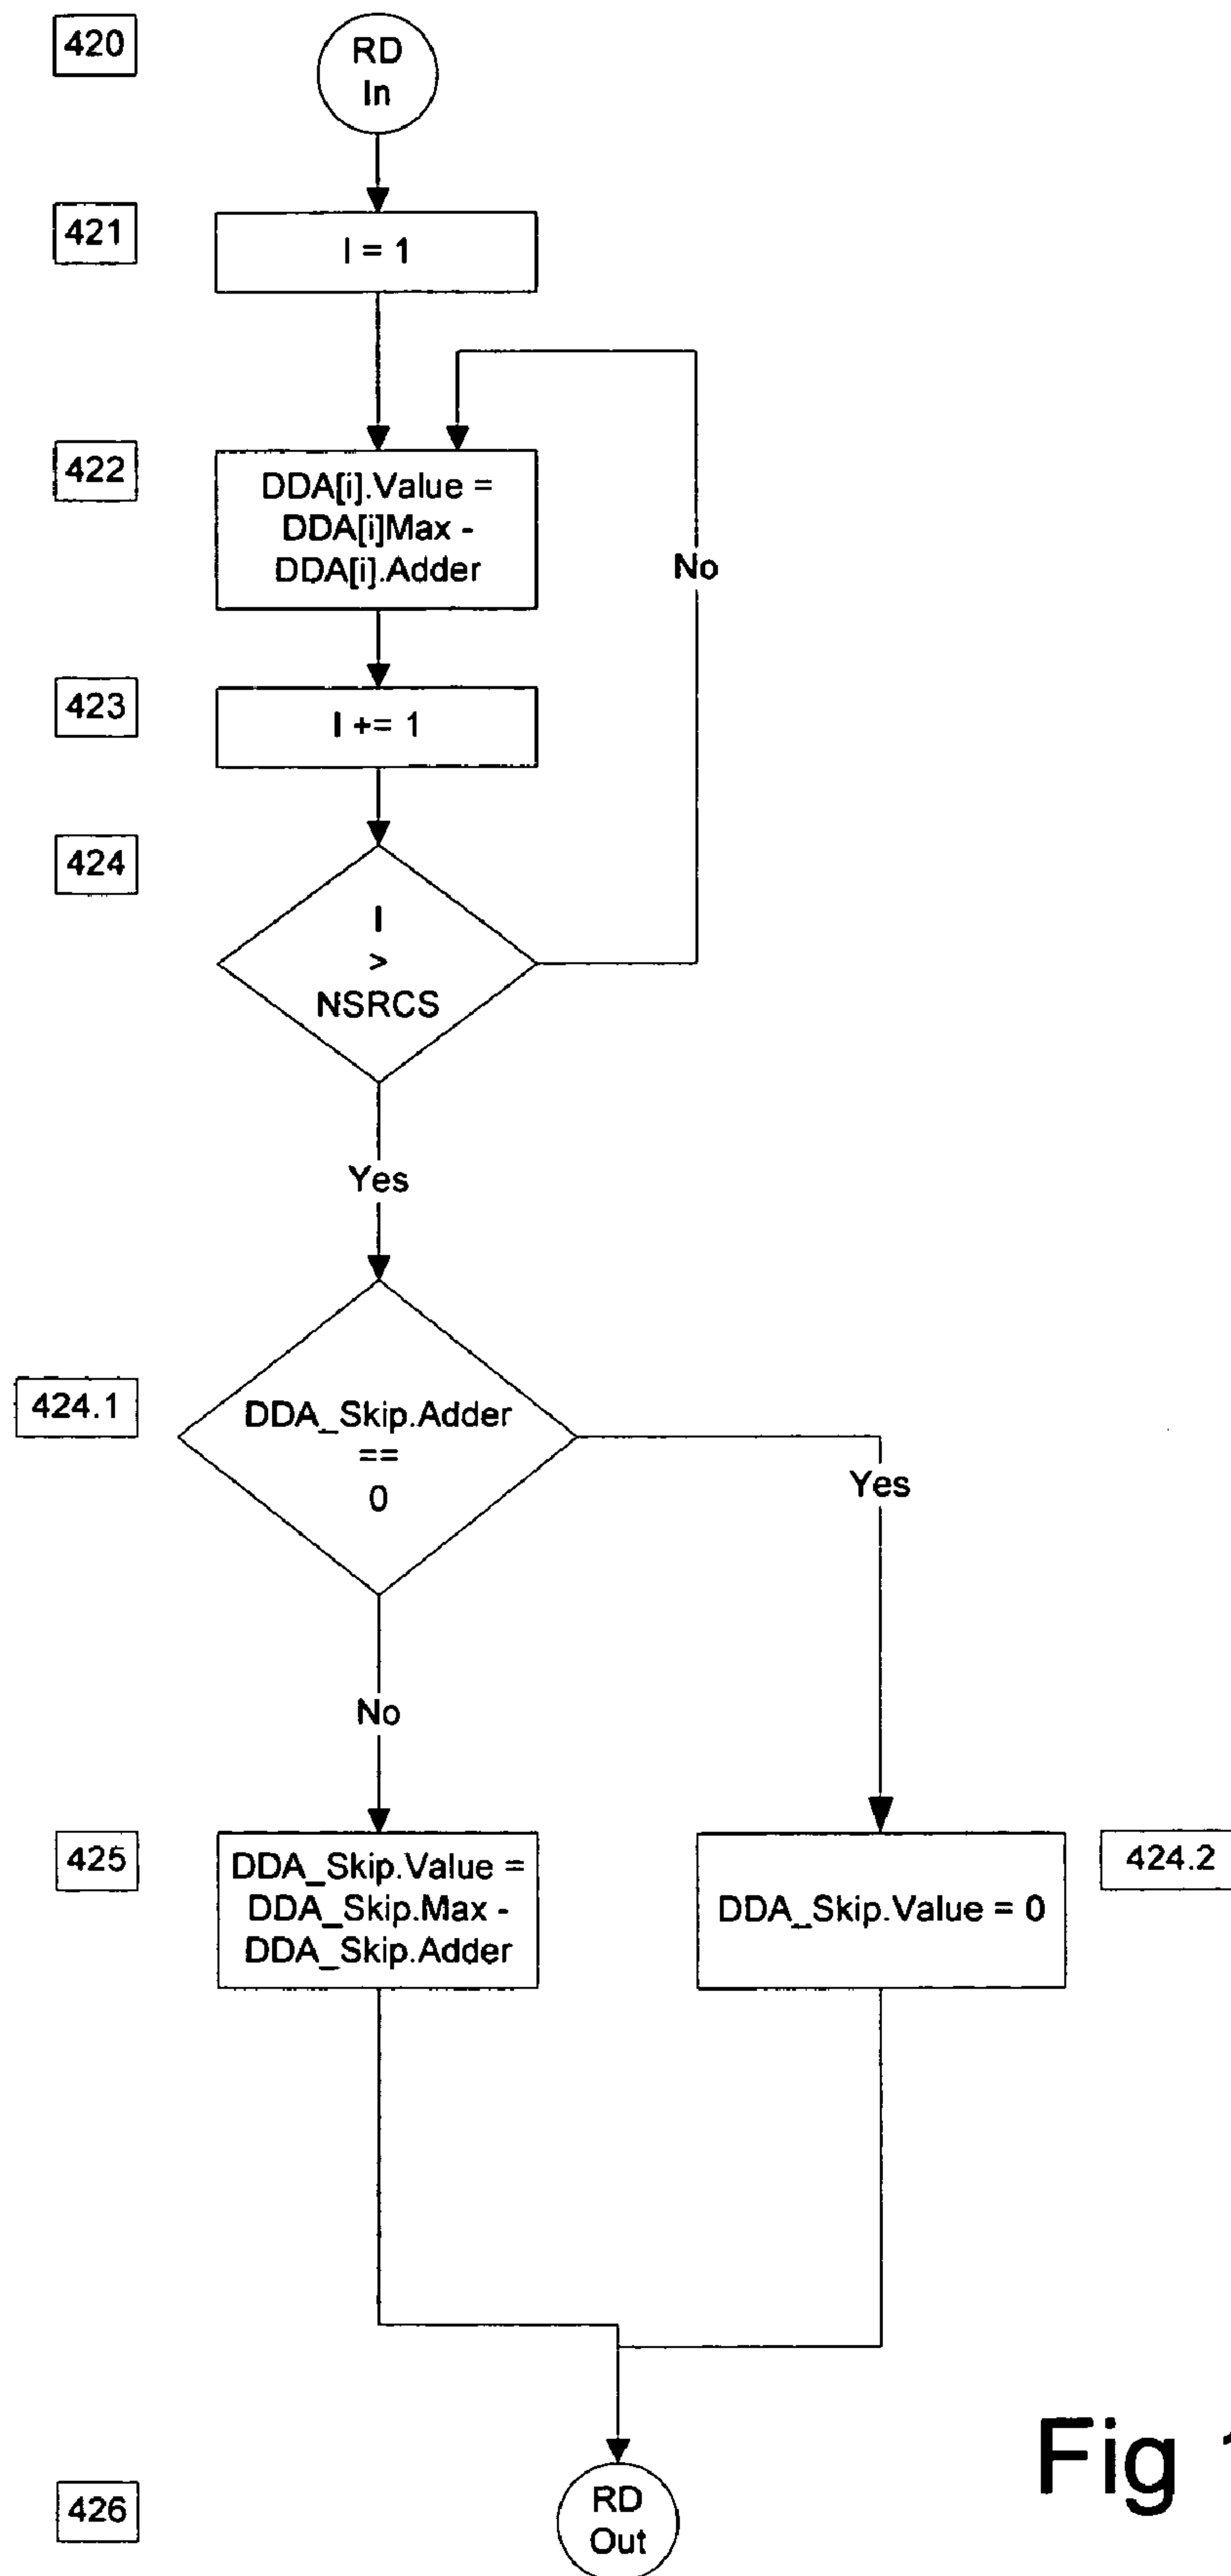 420
RD
In
421
I = 1
422
DDA[i].Value =
DDA[i]Max -
DDA[i].Adder
No
423
I += 1
424
I
>
NSRCS
Yes
424.1
DDA_Skip.Adder
==
0
Yes
No
425
DDA_Skip.Value =
DDA_Skip.Max -
DDA_Skip.Adder
DDA_Skip.Value = 0
424.2
Fig
426
RD
Out